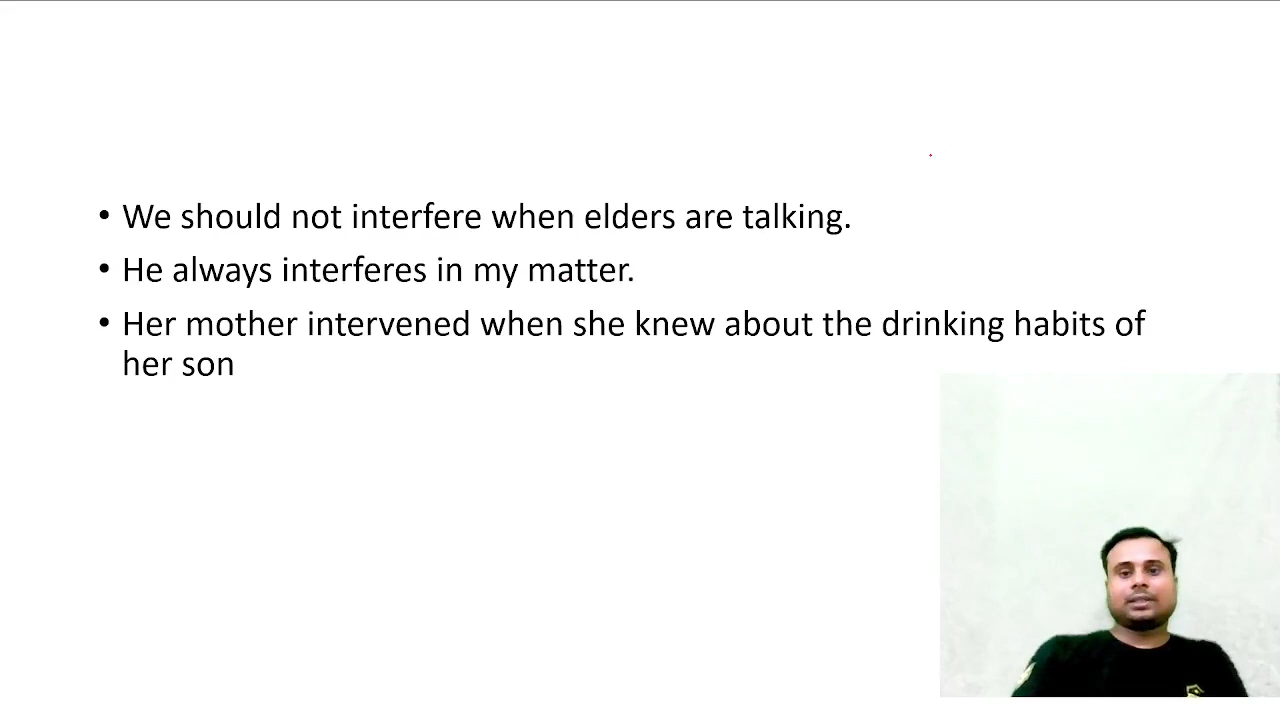 • We should not interfere when elders are talking.
• He always interferes in my matter.
• Her mother intervened when she knew about the drinking habits of
her son